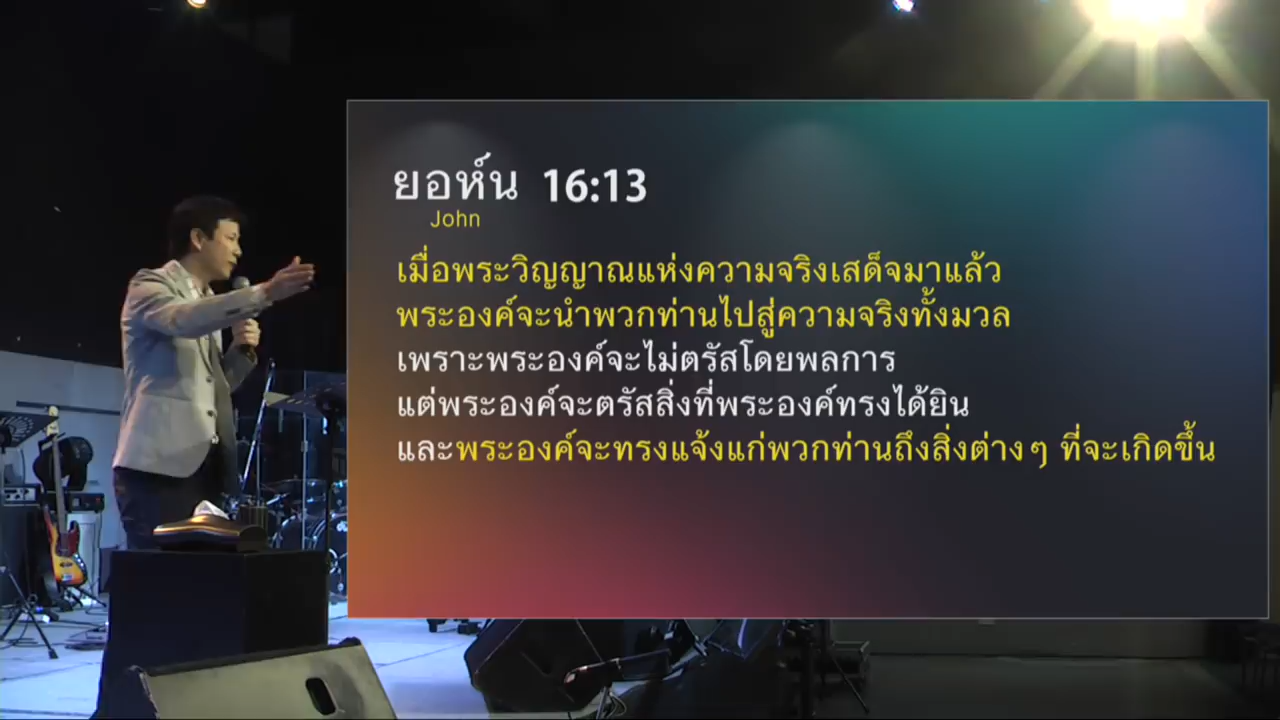 ยอห์น 16:13
John
เมื่อพระวิญญาณแห่งความจริงเสด็จมาแล้ว
พระองค์จะนำพวกท่านไปสู่ความจริงทั้งมวล
เพราะพระองค์จะไม่ตรัสโดยพลการ
แต่พระองค์จะตรัสสิ่งที่พระองค์ทรงได้ยิน
และพระองค์จะทรงแจ้งแก่พวกท่านถึงสิ่งต่างๆ ที่จะเกิดขึ้น